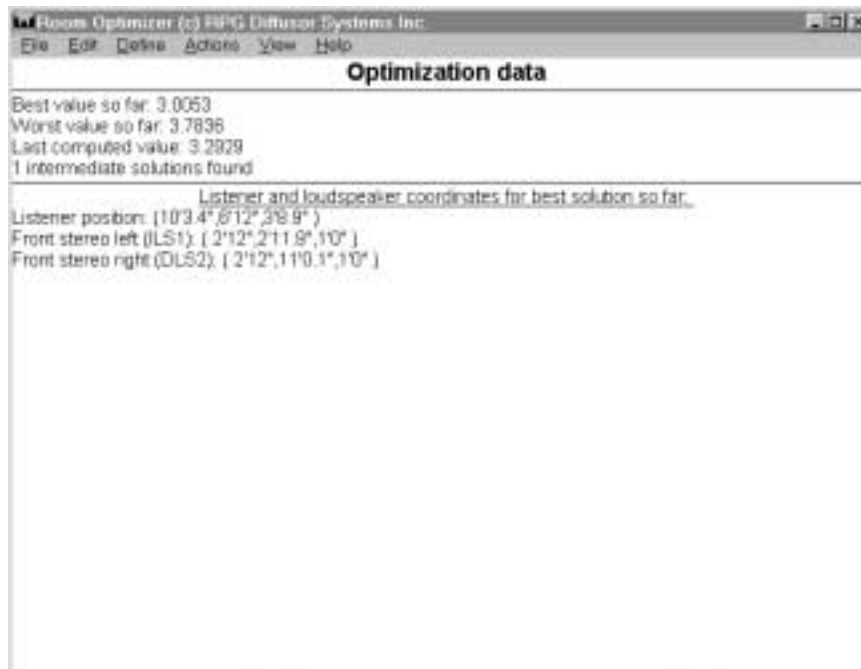 Room Optimizer (c) RPG Diffusor Systems Inc.
File Edit Define Actions View Help
Optimization data
Best value so far: 3.0053
Worst value so far: 3.7836
Last computed value: 3.2929
1 intermediate solutions found
Listener and loudspeaker coordinates for best solution so far.
Listener position: (10'3.4",6'12",3'8.9" )
Front stereo left (ILS1): ( 2'12",2'11.9",1'0" )
Front stereo right (DLS2): ( 2'12",11'0.1",1'0" )